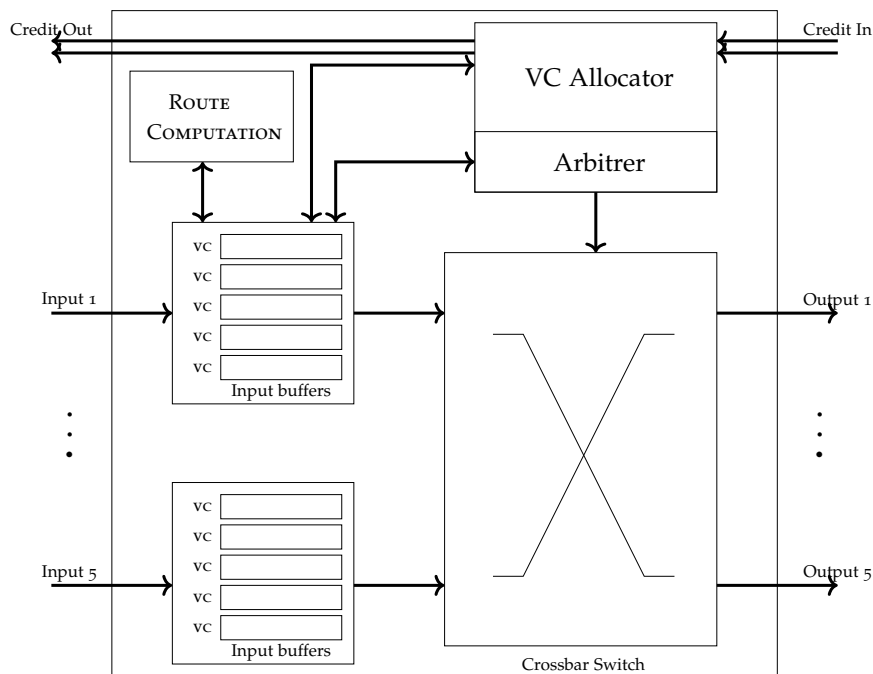 Credit Out
Credit In
VC Allocator
ROUTE
COMPUTATION
Arbitrer
VC
VC
VC
VC
VC
Input buffers
Input 1
Output 1
VC
VC
VC
VC
VC
Input buffers
Input 5
Output 5
Crossbar Switch